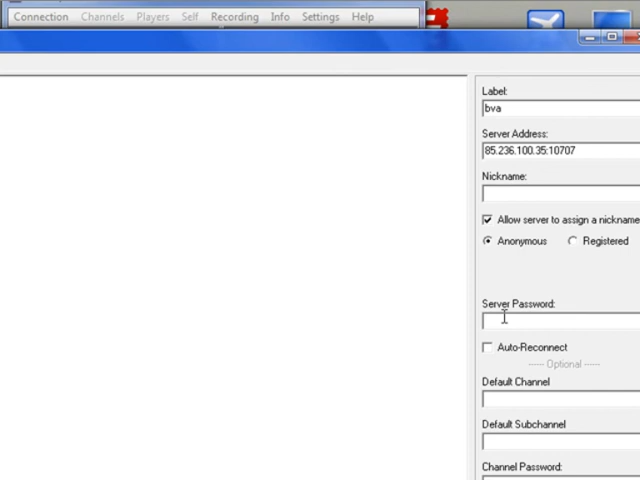 Connection Channels Players Self Recording Info Settings Help
Label:
bva
Server Address:
85.236.100.35:10707
Nickname:
Allow server to assign a nickname
Anonymous Registered
Server Password:
Auto-Reconnect
----- Optional -----
Default Channel
Default Subchannel
Channel Password: